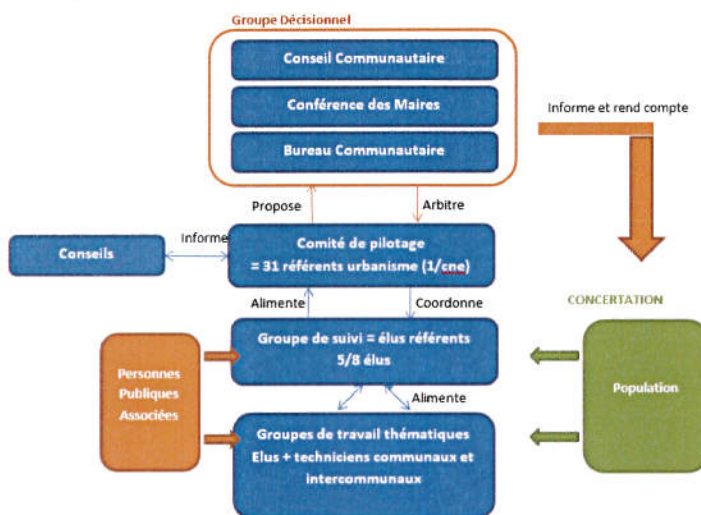 Groupe Décisionnel
Conseil Communautaire
Conférence des Maires
Bureau Communautaire
Informe et rend compte
Propose
Arbitre
Conseils
Informe
Comité de pilotage
= 31 référents urbanisme (1/cne)
Alimente
Coordonne
CONCERTATION
Groupe de suivi = élus référents
5/8 élus
Personnes
Publiques
Associées
Population
Alimente
Groupes de travail thématiques
Elus + techniciens communaux et
intercommunaux